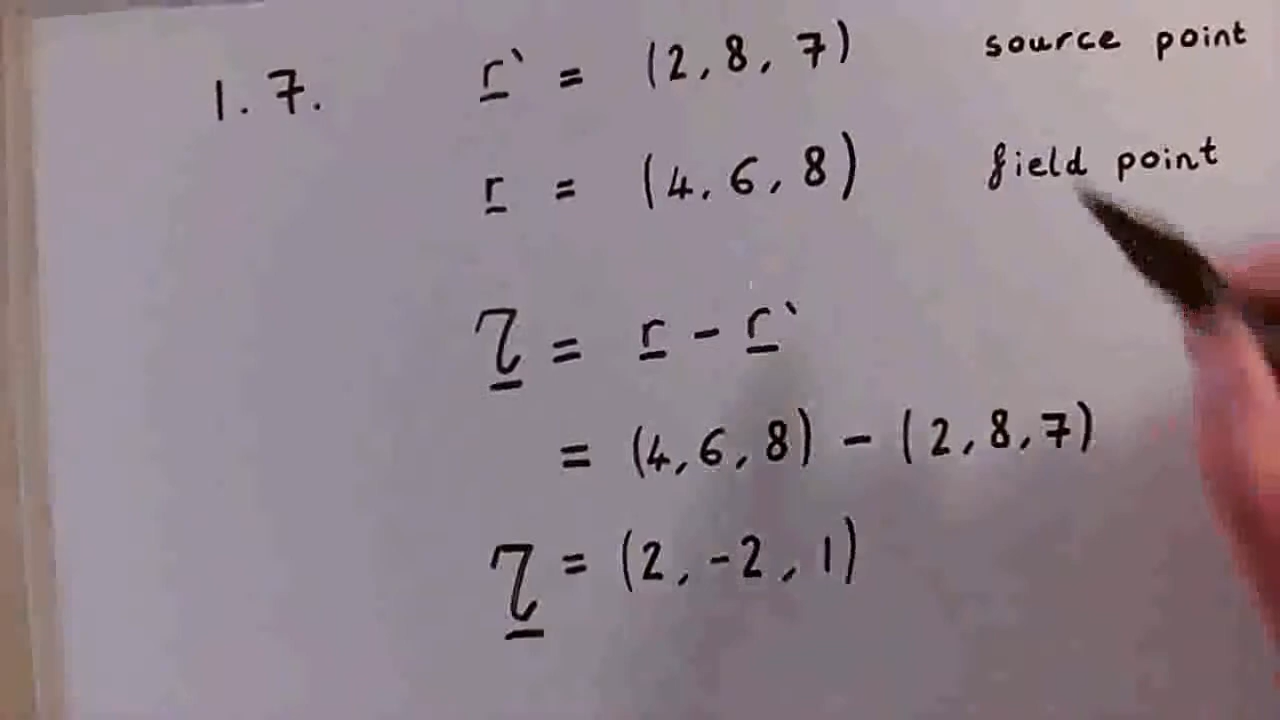 1.7. r` = (2, 8, 7) source point
r = (4, 6, 8) field point
𝓇 = r - r`
= (4, 6, 8) - (2, 8, 7)
𝓇 = (2, -2, 1)